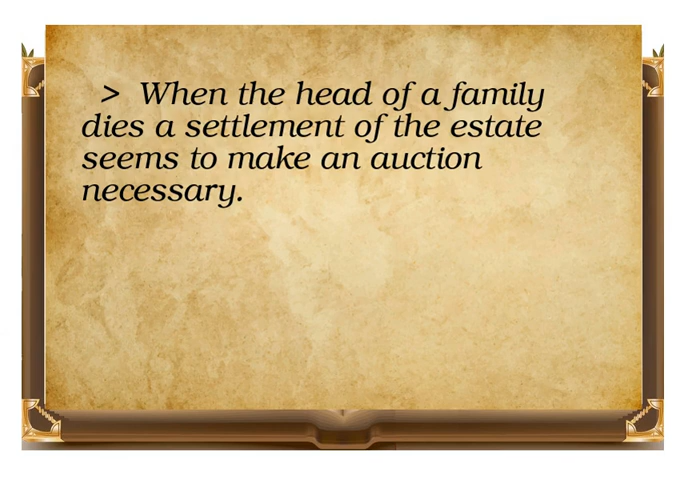 > When the head of a family
dies a settlement of the estate
seems to make an auction
necessary.